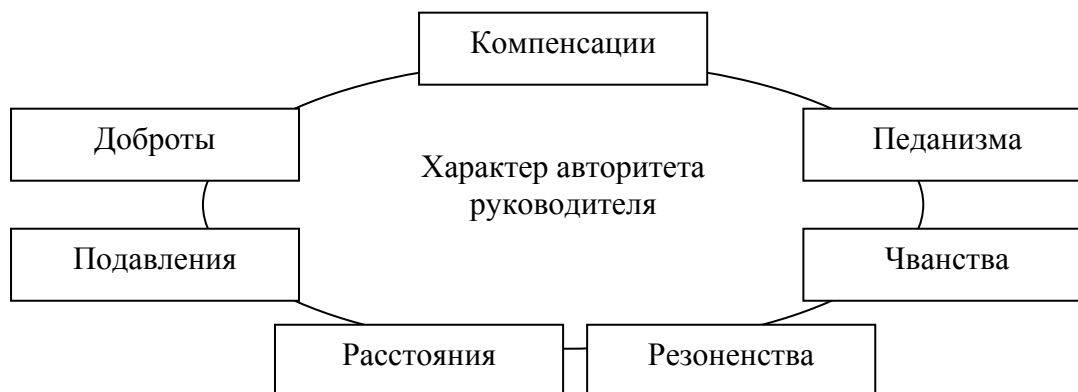 Компенсации
Доброты
Педанизма
Характер авторитета
руководителя
Подавления
Чванства
Расстояния
Резоненства